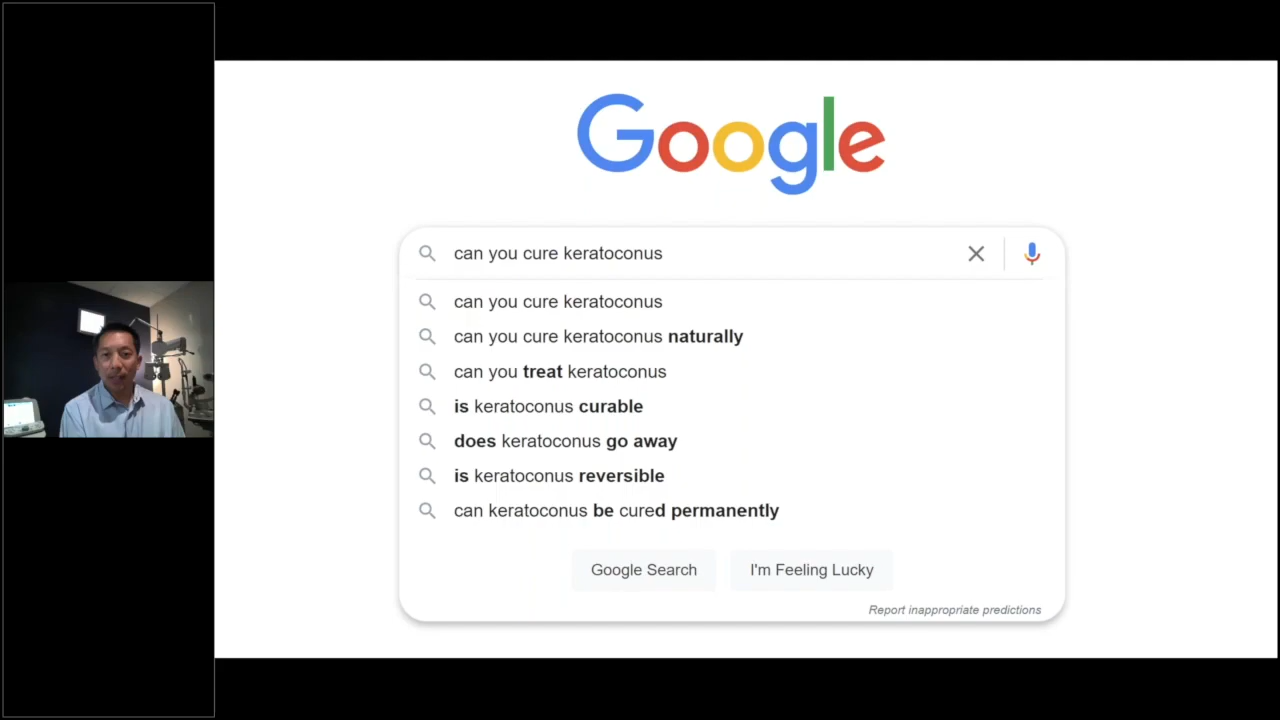 Google
can you cure keratoconus
can you cure keratoconus
can you cure keratoconus naturally
can you treat keratoconus
is keratoconus curable
does keratoconus go away
is keratoconus reversible
can keratoconus be cured permanently
Google Search
I'm Feeling Lucky
Report inappropriate predictions